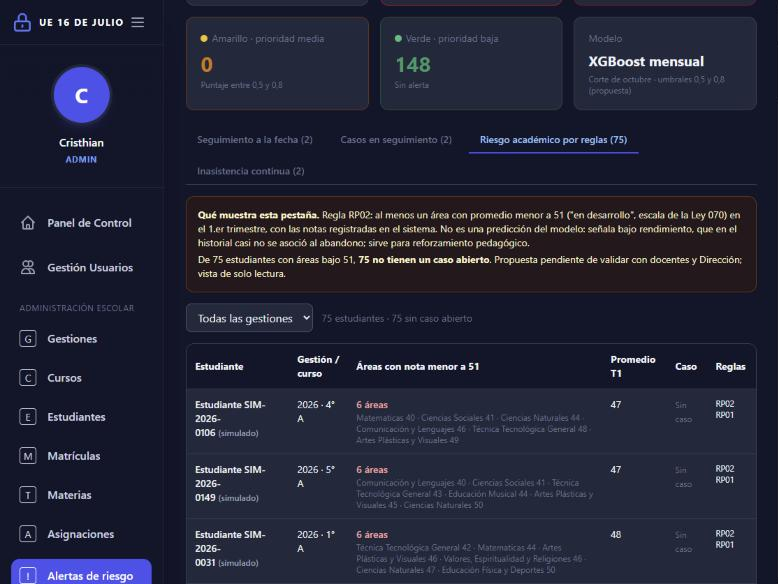 UE 16 DE JULIO
C
Cristhian
ADMIN
Panel de Control
Gestión Usuarios
ADMINISTRACIÓN ESCOLAR
G Gestiones
C Cursos
E Estudiantes
M Matrículas
T Materias
A Asignaciones
! Alertas de riesgo
Amarillo · prioridad media
0
Puntaje entre 0,5 y 0,8
Verde · prioridad baja
148
Sin alerta
Modelo
XGBoost mensual
Corte de octubre · umbrales 0,5 y 0,8
(propuesta)
Seguimiento a la fecha (2)
Casos en seguimiento (2)
Riesgo académico por reglas (75)
Inasistencia continua (2)
Qué muestra esta pestaña. Regla RP02: al menos un área con promedio menor a 51 ("en desarrollo", escala de la Ley 070) en
el 1.er trimestre, con las notas registradas en el sistema. No es una predicción del modelo: señala bajo rendimiento, que en el
historial casi no se asoció al abandono; sirve para reforzamiento pedagógico.
De 75 estudiantes con áreas bajo 51, 75 no tienen un caso abierto. Propuesta pendiente de validar con docentes y Dirección;
vista de solo lectura.
Todas las gestiones
75 estudiantes · 75 sin caso abierto
Estudiante
Gestión /
curso
Áreas con nota menor a 51
Promedio
T1
Caso
Reglas
Estudiante SIM-
2026-
0106 (simulado)
2026 · 4°
A
6 áreas
Matematicas 40 · Ciencias Sociales 41 · Ciencias Naturales 44 ·
Comunicación y Lenguajes 46 · Técnica Tecnológica General 48 ·
Artes Plásticas y Visuales 49
47
Sin
caso
RP02
RP01
Estudiante SIM-
2026-
0149 (simulado)
2026 · 5°
A
6 áreas
Comunicación y Lenguajes 40 · Ciencias Sociales 41 · Técnica
Tecnológica General 43 · Educación Musical 44 · Artes Plásticas y
Visuales 45 · Ciencias Naturales 50
47
Sin
caso
RP02
RP01
Estudiante SIM-
2026-
0031 (simulado)
2026 · 1°
A
6 áreas
Técnica Tecnológica General 42 · Matematicas 44 · Artes
Plásticas y Visuales 46 · Valores, Espiritualidad y Religiones 46 ·
Ciencias Naturales 47 · Educación Física y Deportes 50
48
Sin
caso
RP02
RP01